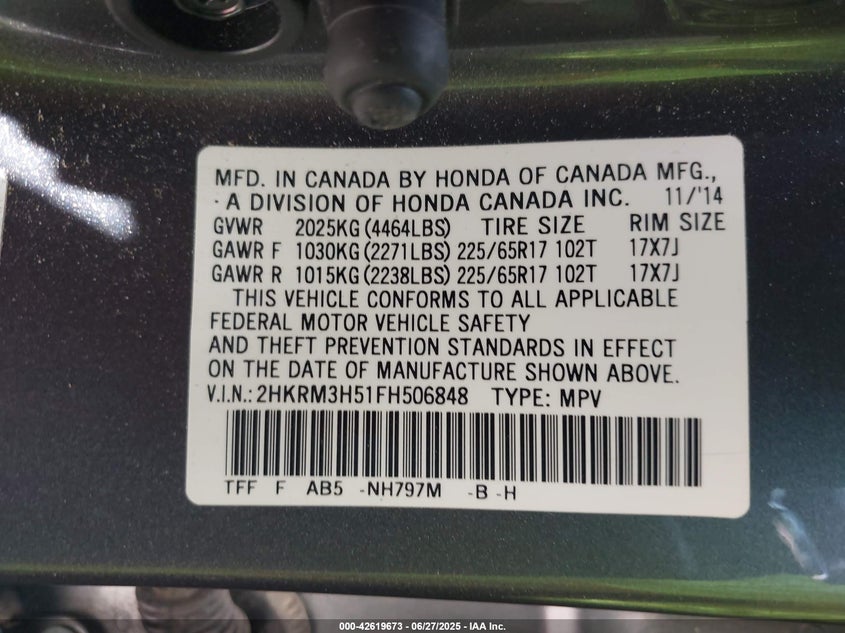 MFD. IN CANADA BY HONDA OF CANADA MFG.,
· A DIVISION OF HONDA CANADA INC. 11/'14
GVWR 2025KG (4464LBS) TIRE SIZE RIM SIZE
GAWR F 1030KG (2271LBS) 225/65R17 102T 17X7J
GAWR R 1015KG (2238LBS) 225/65R17 102T 17X7J
THIS VEHICLE CONFORMS TO ALL APPLICABLE
FEDERAL MOTOR VEHICLE SAFETY
AND THEFT PREVENTION STANDARDS IN EFFECT
ON THE DATE OF MANUFACTURE SHOWN ABOVE.
V.I.N.: 2HKRM3H51FH506848 TYPE: MPV
TFF F AB5 -NH797M -B -H
000-42619673 - 06/27/2025 - IAA Inc.